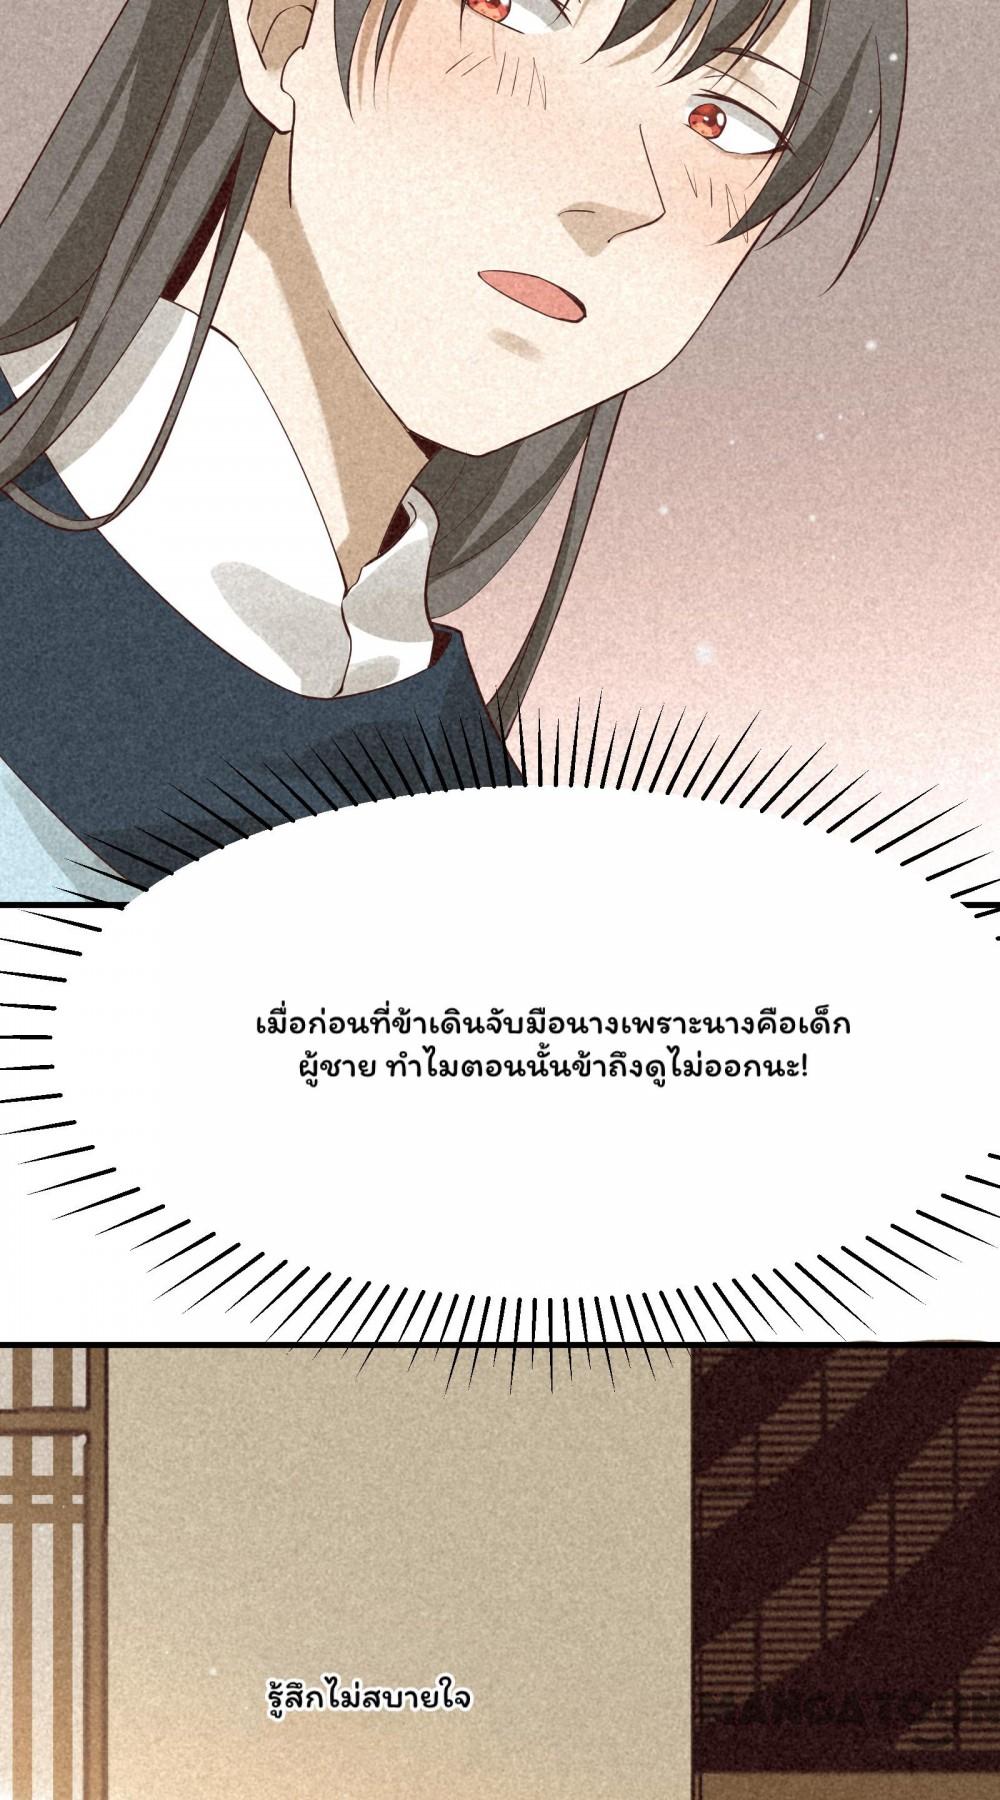 เมื่อก่อนที่ข้าเดินจับมือนางเพราะนางคือเด็ก
ผู้ชาย ทำไมตอนนั้นข้าถึงดูไม่ออกนะ!
รู้สึกไม่สบายใจ
MANGATOON